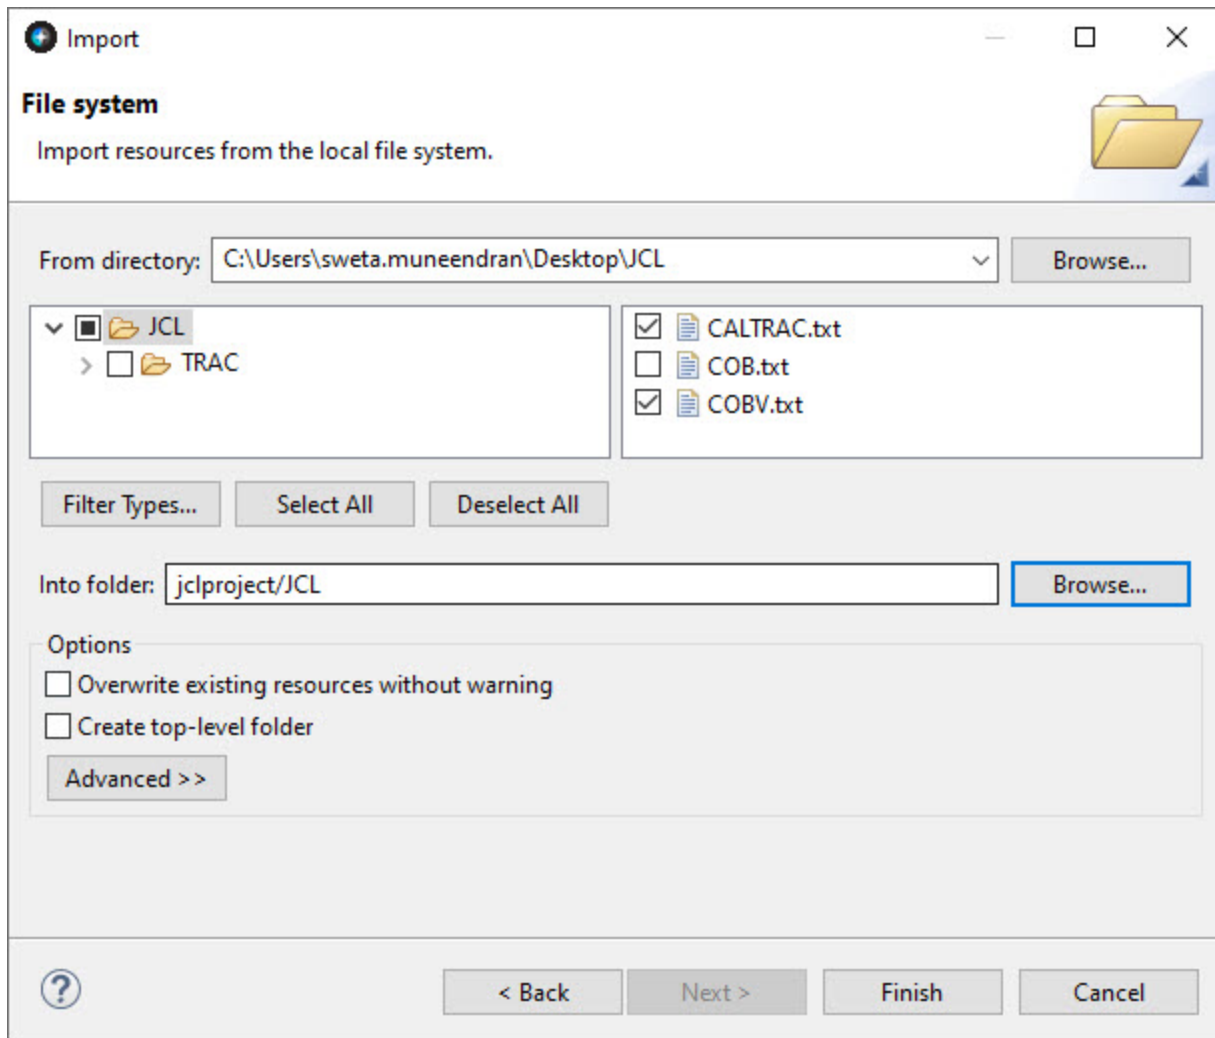 Import
File system
Import resources from the local file system.
From directory: C:\Users\sweta.muneendran\Desktop\JCL Browse...
JCL
TRAC
CALTRAC.txt
COB.txt
COBV.txt
Filter Types... Select All Deselect All
Into folder: jclproject/JCL Browse...
Options
Overwrite existing resources without warning
Create top-level folder
Advanced >>
? < Back Next > Finish Cancel